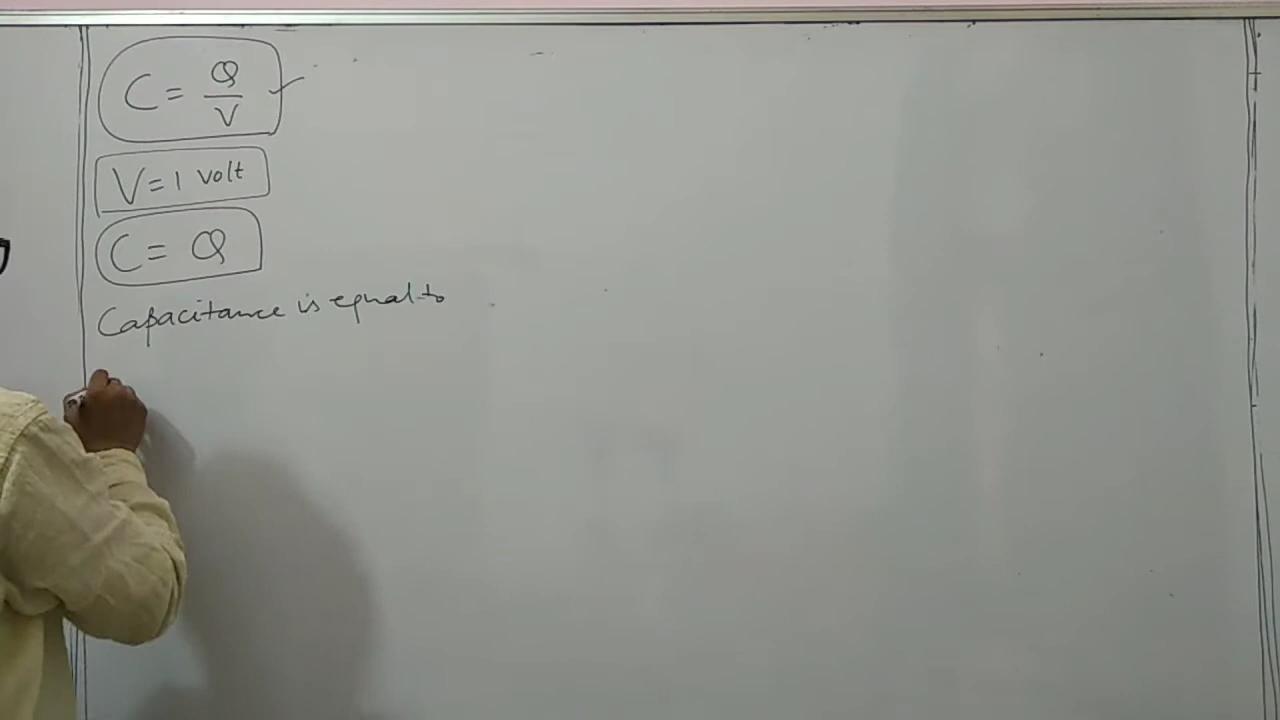 C = Q/V
V = 1 volt
C = Q
Capacitance is equal to